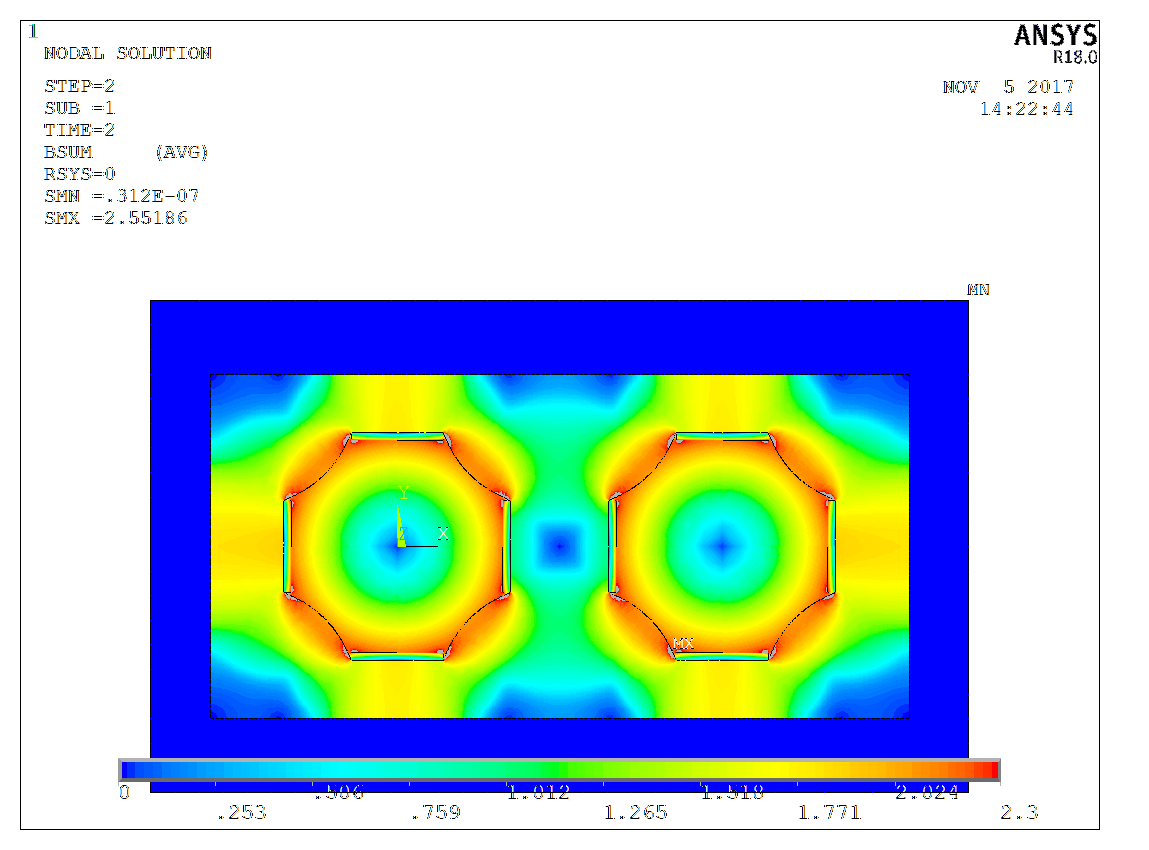 1
NODAL SOLUTION
STEP=2
SUB =1
TIME=2
BSUM (AVG)
RSYS=0
SMN =.312E-07
SMX =2.55186
ANSYS
R18.0
NOV 5 2017
14:22:44
MN
Y
Z X
MX
0 .506 1.012 1.518 2.024
.253 .759 1.265 1.771 2.3